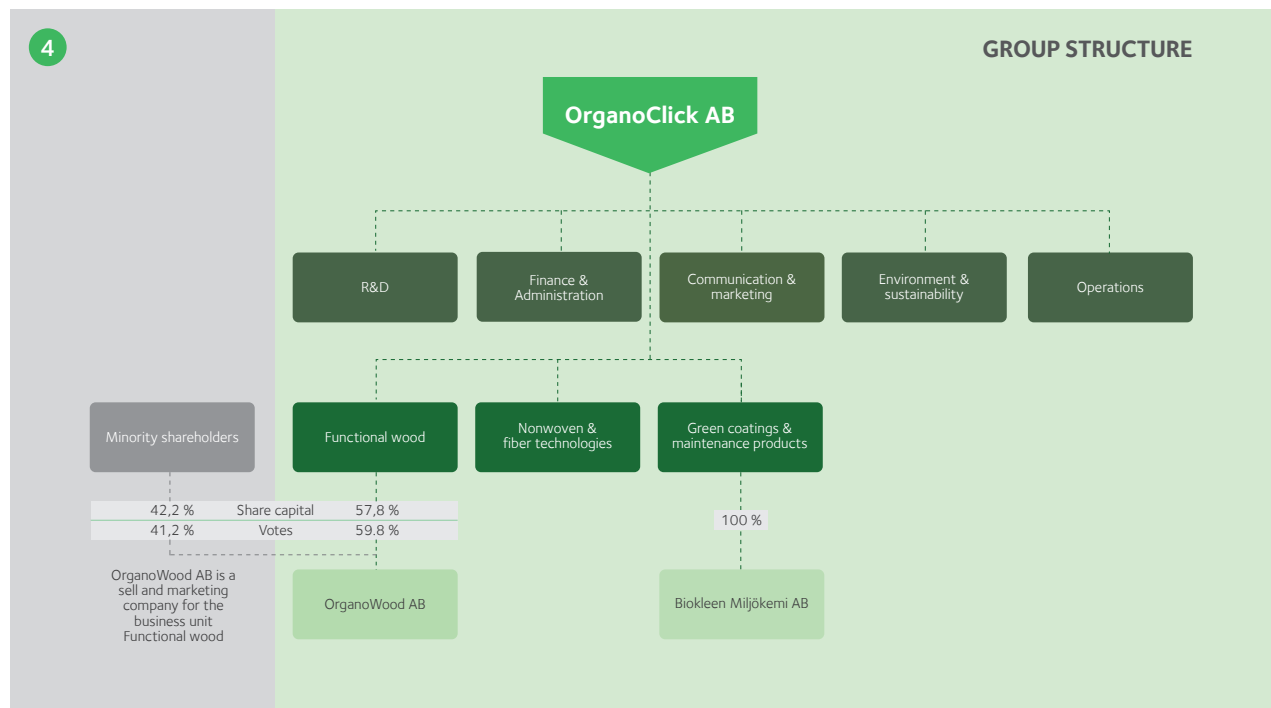 4
GROUP STRUCTURE
OrganoClick AB
R&D
Finance &
Administration
Communication &
marketing
Environment &
sustainability
Operations
Minority shareholders
Functional wood
Nonwoven &
fiber technologies
Green coatings &
maintenance products
42,2 % Share capital 57,8 %
41,2 % Votes 59.8 %
100 %
OrganoWood AB is a
sell and marketing
company for the
business unit
Functional wood
OrganoWood AB
Biokleen Miljökemi AB